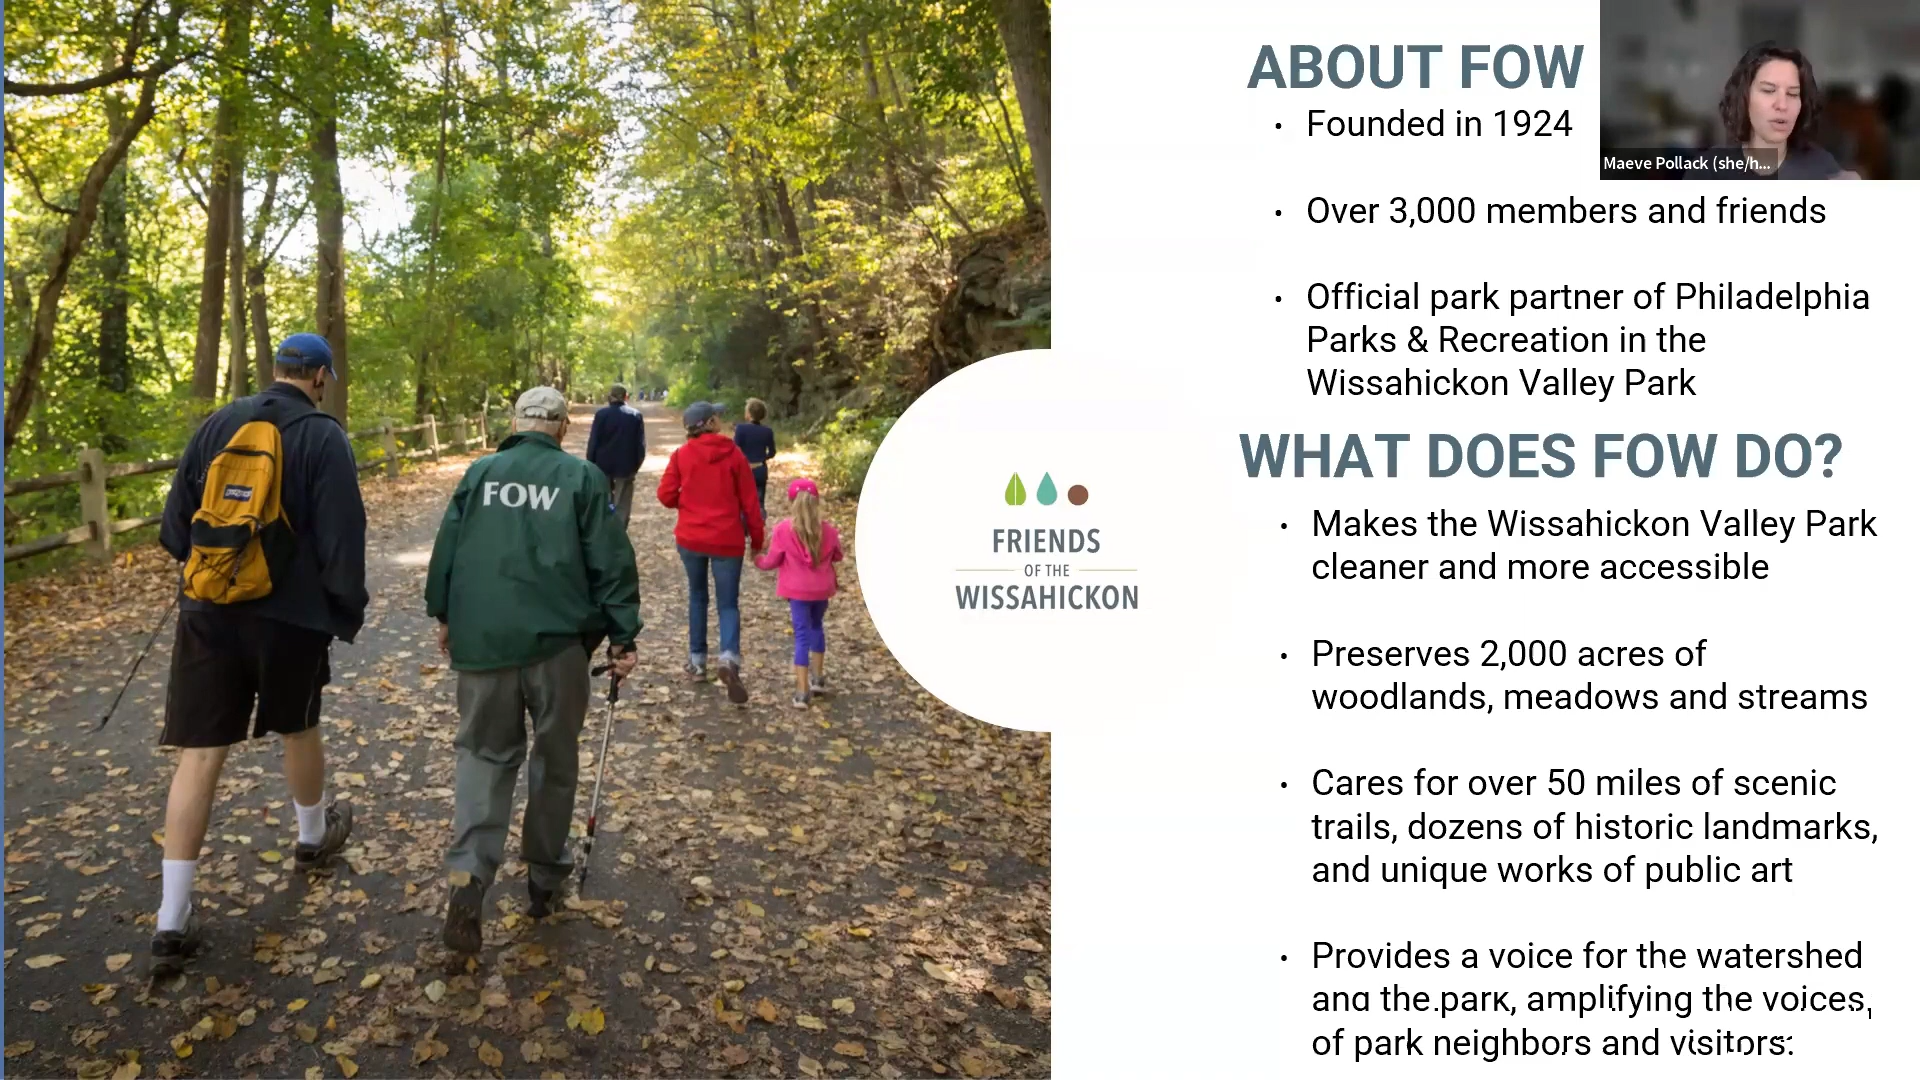 ABOUT FOW
• Founded in 1924
• Over 3,000 members and friends
• Official park partner of Philadelphia
Parks & Recreation in the
Wissahickon Valley Park
WHAT DOES FOW DO?
• Makes the Wissahickon Valley Park
cleaner and more accessible
• Preserves 2,000 acres of
woodlands, meadows and streams
• Cares for over 50 miles of scenic
trails, dozens of historic landmarks,
and unique works of public art
• Provides a voice for the watershed
and the park, amplifying the voices
of park neighbors and visitors.
Maeve Pollack (she/h...
FOW
FRIENDS
OF THE
WISSAHICKON